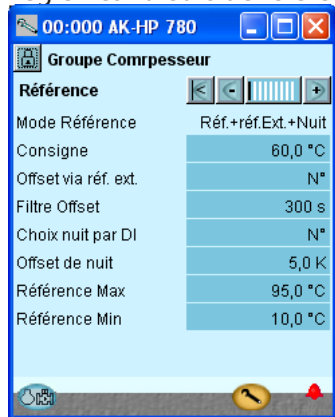 00:000 AK-HP 780
Groupe Comrpesseur
Référence
Mode Référence Réf.+réf.Ext.+Nuit
Consigne 60,0 °C
Offset via réf. ext. N°
Filtre Offset 300 s
Choix nuit par DI N°
Offset de nuit 5,0 K
Référence Max 95,0 °C
Référence Min 10,0 °C